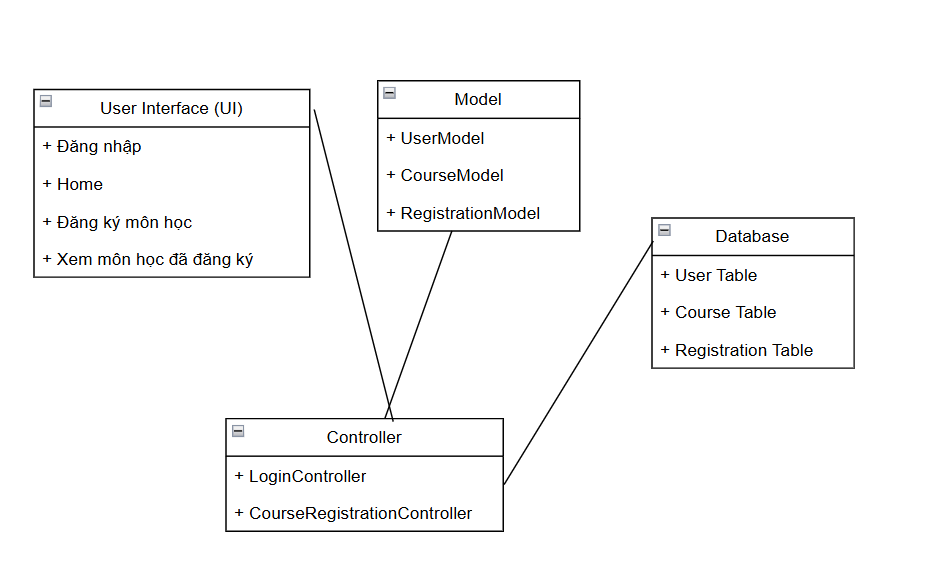 User Interface (UI)
+ Đăng nhập
+ Home
+ Đăng ký môn học
+ Xem môn học đã đăng ký
Model
+ UserModel
+ CourseModel
+ RegistrationModel
Database
+ User Table
+ Course Table
+ Registration Table
Controller
+ LoginController
+ CourseRegistrationController